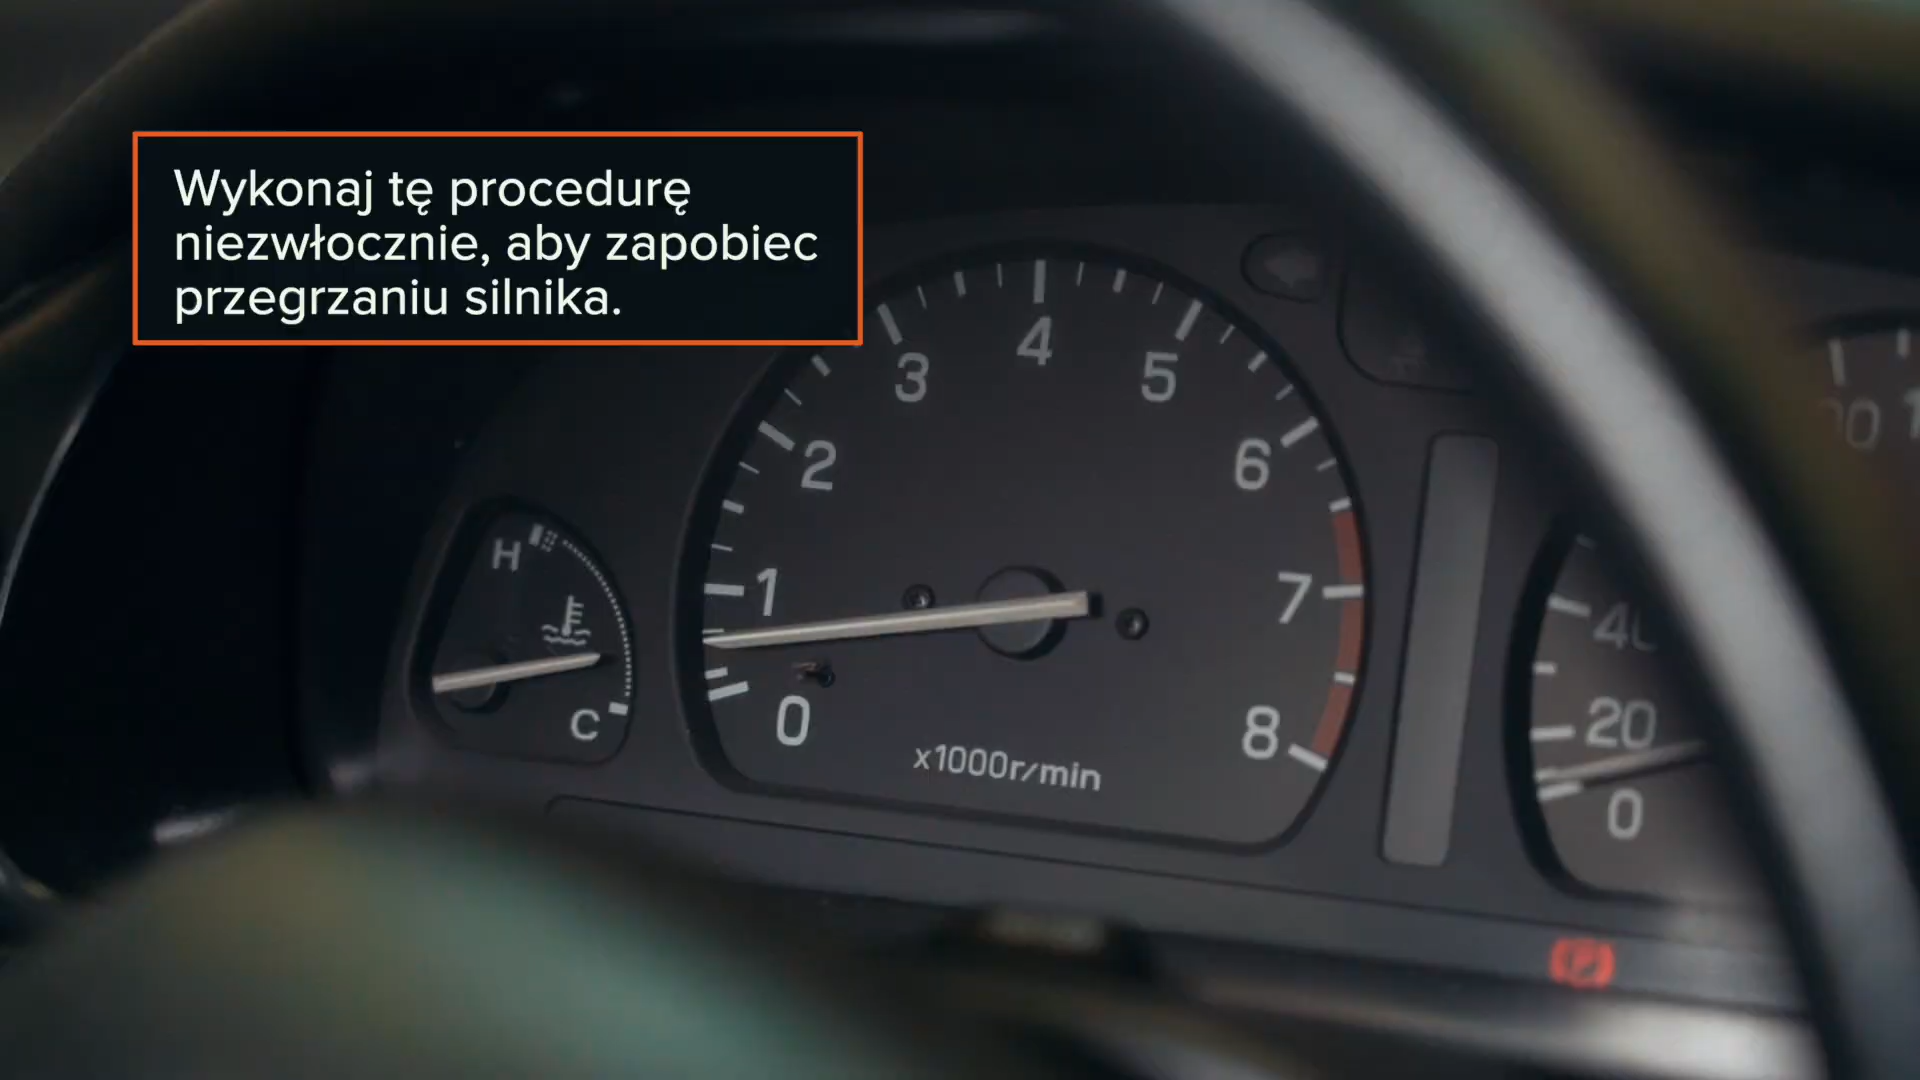 Wykonaj tę procedurę
niezwłocznie, aby zapobiec
przegrzaniu silnika.
4
3
5
2
6
H
1
7
C
0
8
x1000r/min
20
0